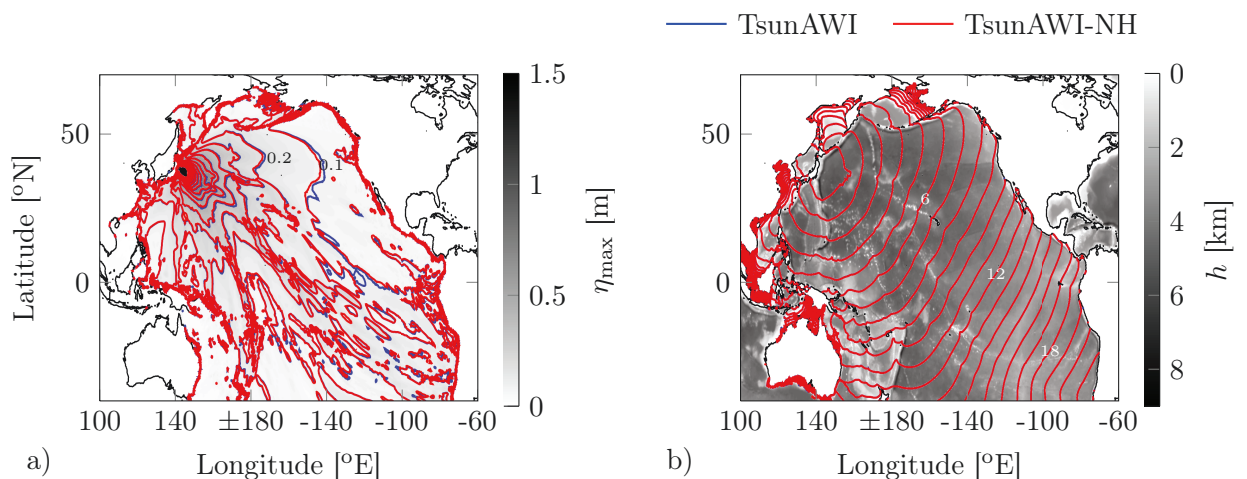 TsunAWI TsunAWI-NH
50
0
Latitude [°N]
0.2
0.1
100 140 ±180 -140 -100 -60
Longitude [°E]
a)
1.5
1
0.5
0
ηmax [m]
50
0
6
12
18
100 140 ±180 -140 -100 -60
Longitude [°E]
b)
0
2
4
6
8
h [km]